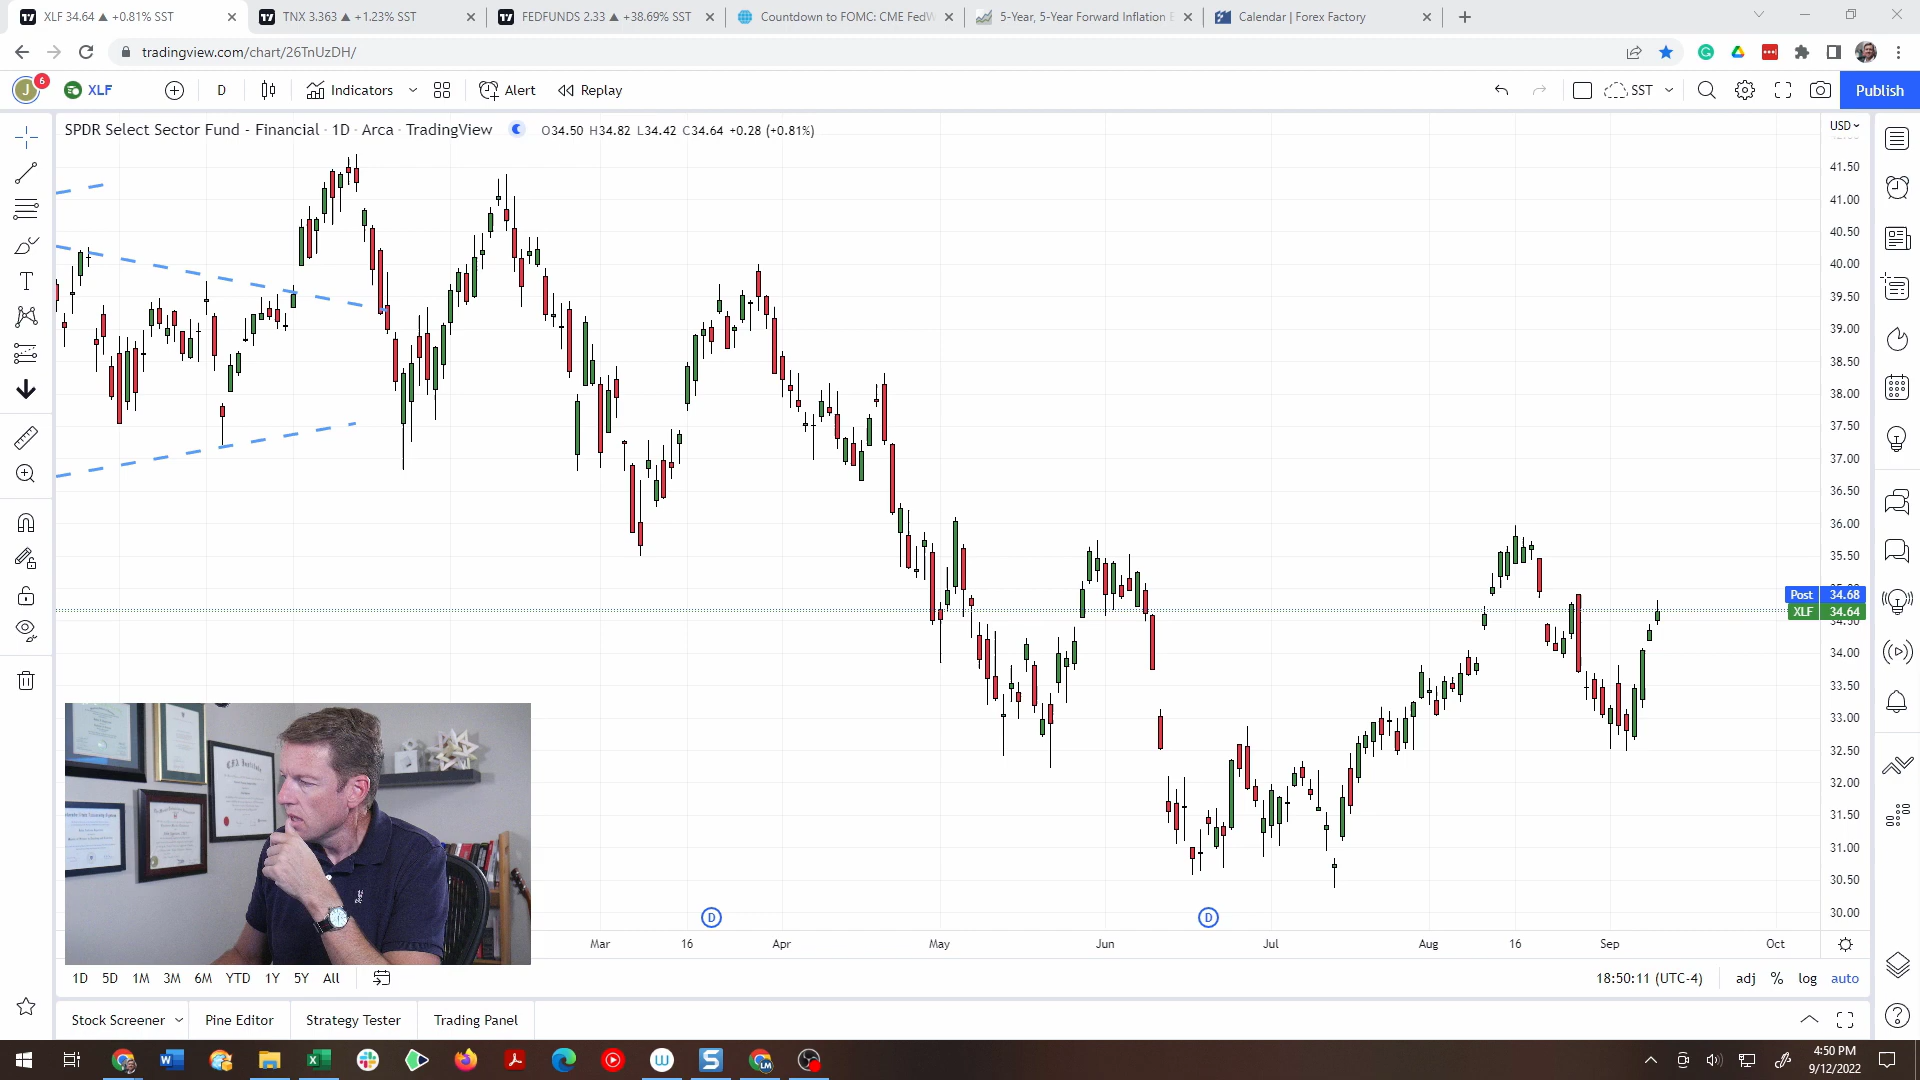 XLF 34.64 ▲ +0.81% SST
TNX 3.363 ▲ +1.23% SST
FEDFUNDS 2.33 ▲ +38.69% SST
Countdown to FOMC: CME FedW
5-Year, 5-Year Forward Inflation E
Calendar | Forex Factory
tradingview.com/chart/26TnUzDH/
J 6
XLF
D
Indicators
Alert
Replay
SST
Publish
SPDR Select Sector Fund - Financial · 1D · Arca · TradingView
O34.50 H34.82 L34.42 C34.64 +0.28 (+0.81%)
USD
41.50
41.00
40.50
40.00
39.50
39.00
38.50
38.00
37.50
37.00
36.50
36.00
35.50
Post 34.68
XLF 34.64
34.50
34.00
33.50
33.00
32.50
32.00
31.50
31.00
30.50
30.00
D
D
Mar 16 Apr May Jun Jul Aug 16 Sep Oct
1D 5D 1M 3M 6M YTD 1Y 5Y All
18:50:11 (UTC-4)
adj % log auto
Stock Screener
Pine Editor
Strategy Tester
Trading Panel
4:50 PM
9/12/2022